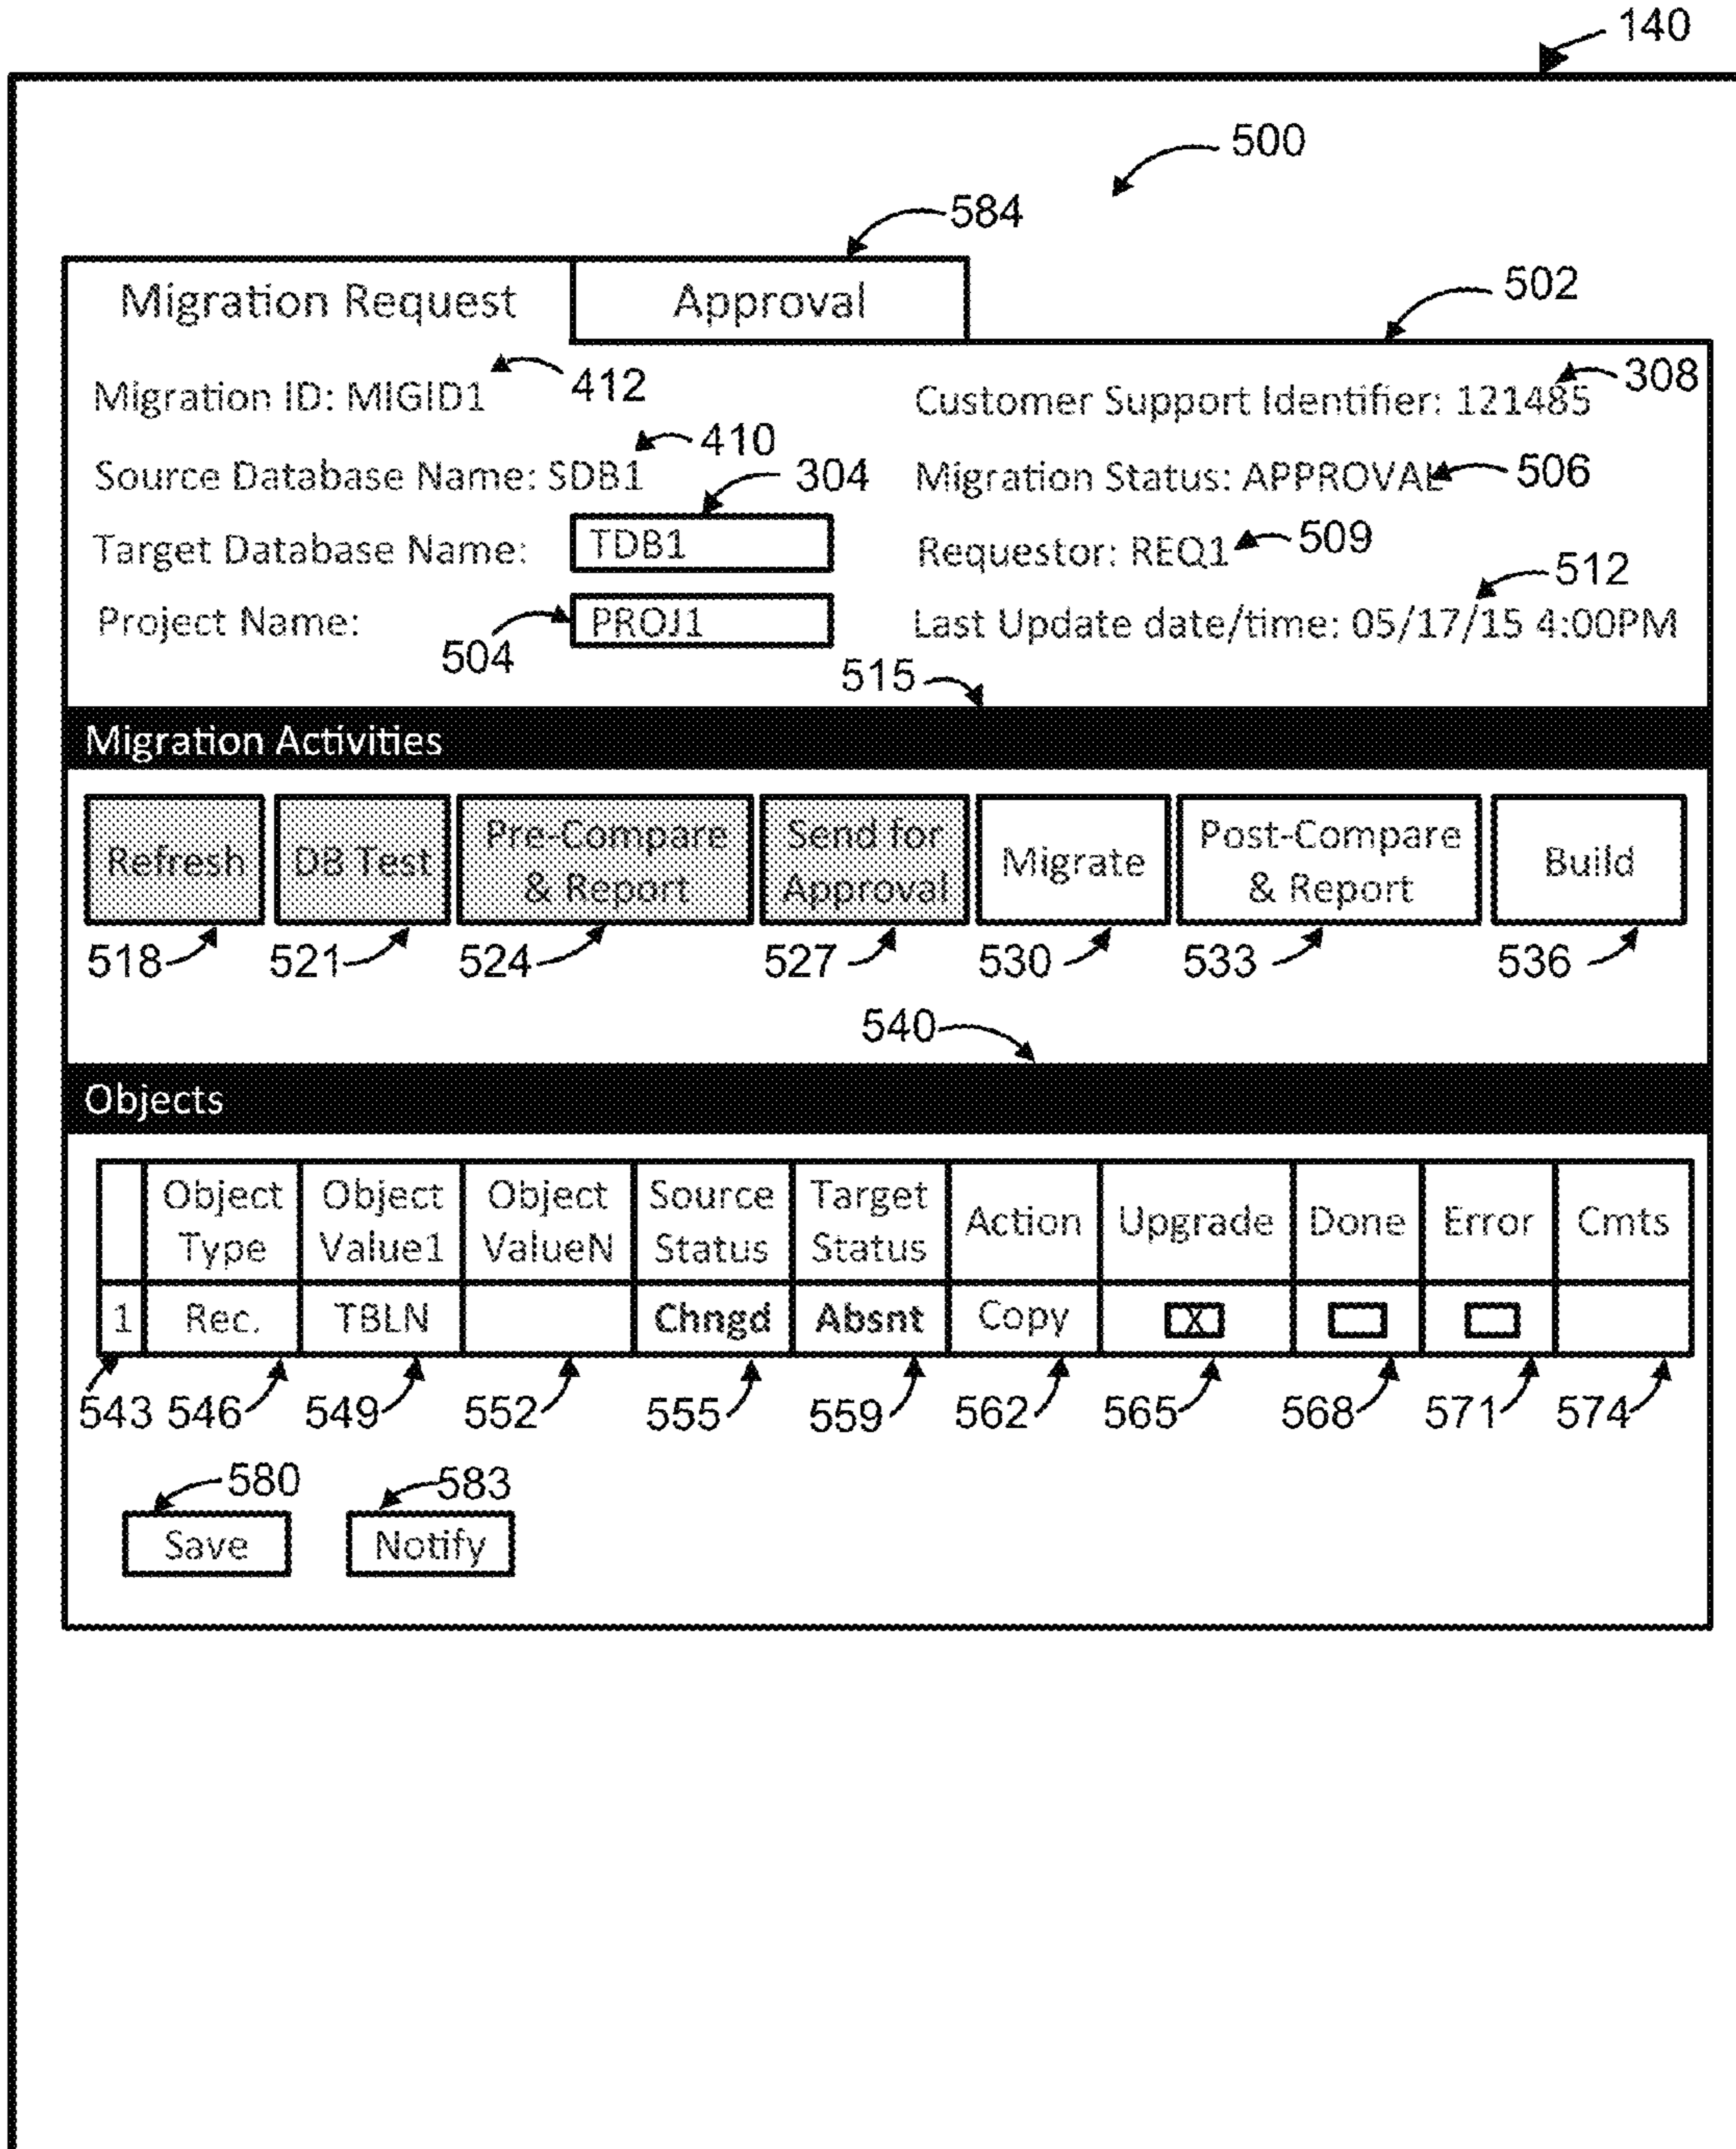 140
500
584
Migration Request Approval
502
Migration ID: MIGID1 412 Customer Support Identifier: 121485 308
Source Database Name: SDB1 410 Migration Status: APPROVAL 506
304
Target Database Name: TDB1 Requestor: REQ1 509
512
Project Name: PROJ1 Last Update date/time: 05/17/15 4:00PM
504
515
Migration Activities
Refresh DB Test Pre-Compare & Report Send for Approval Migrate Post-Compare & Report Build
518 521 524 527 530 533 536
540
Objects
Object Type Object Value1 Object ValueN Source Status Target Status Action Upgrade Done Error Cmts
1 Rec. TBLN Chngd Absnt Copy X
543 546 549 552 555 559 562 565 568 571 574
580 583
Save Notify